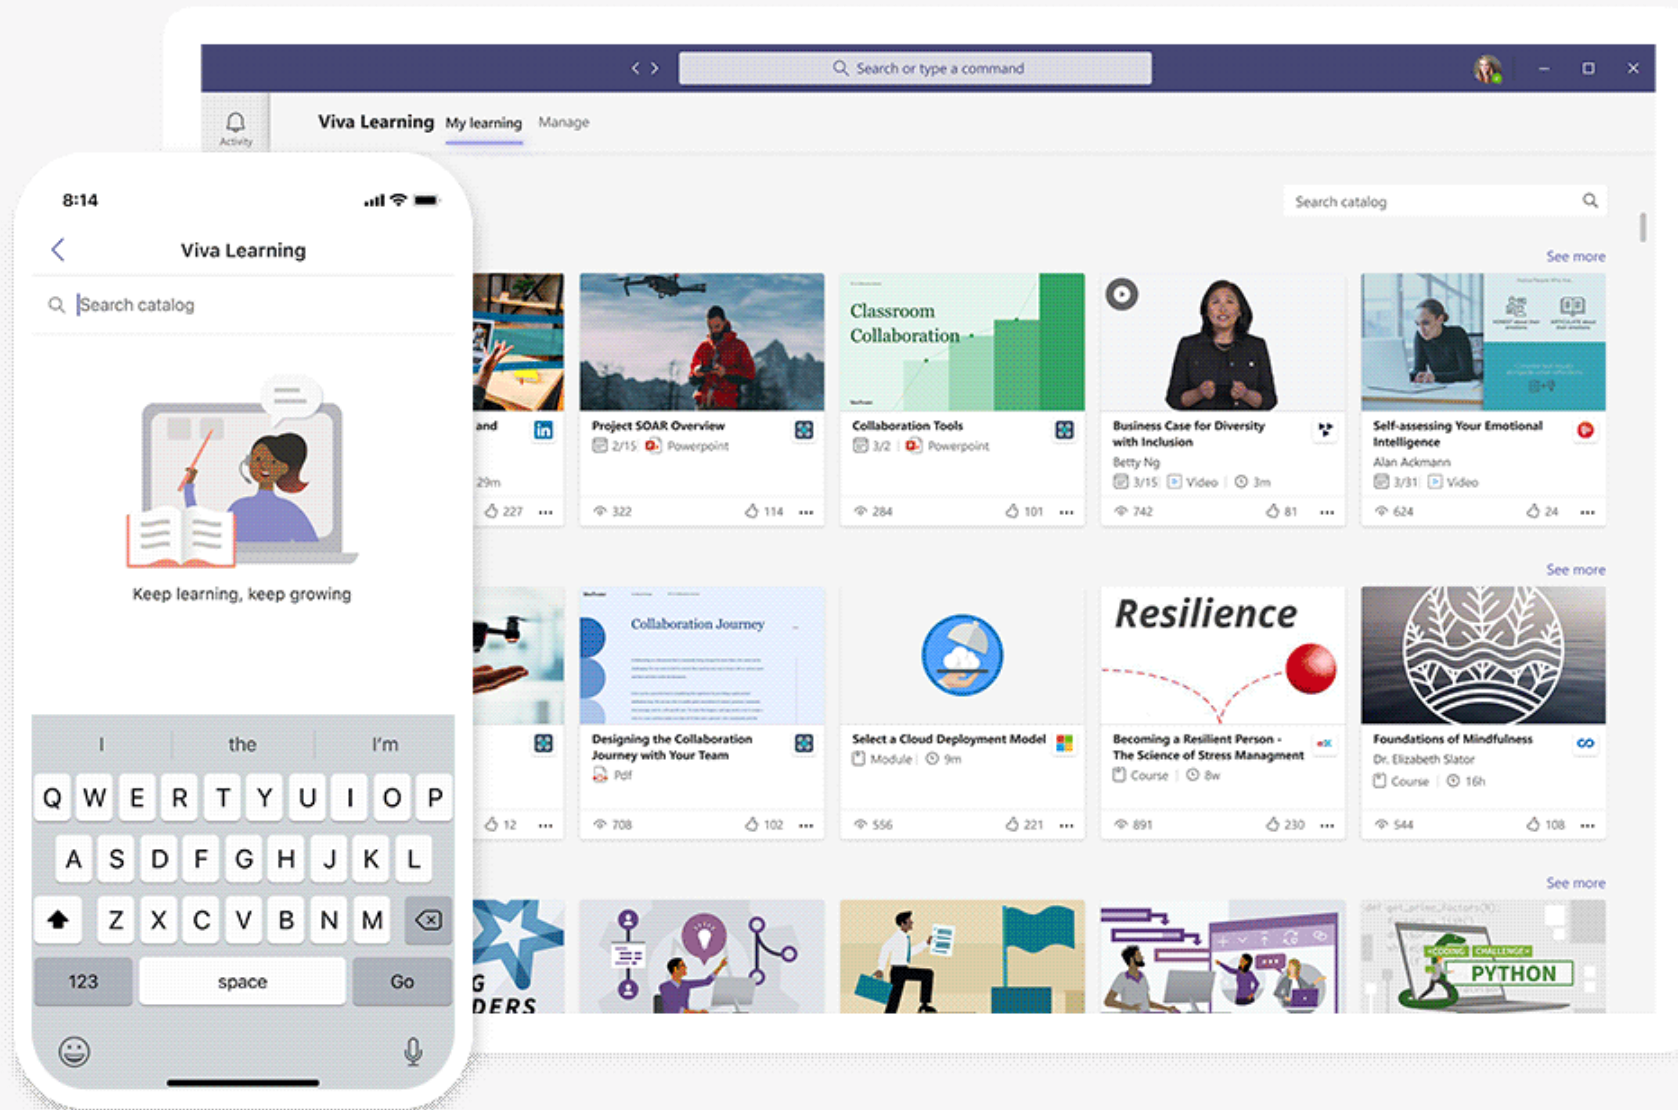 Search or type a command
Activity
Viva Learning My learning Manage
Search catalog
See more
Classroom
Collaboration
and
29m
227
Project SOAR Overview
2/15 Powerpoint
322 114
Collaboration Tools
3/2 Powerpoint
284 101
Business Case for Diversity
with Inclusion
Betty Ng
3/15 Video 3m
742 81
Self-assessing Your Emotional
Intelligence
Alan Ackmann
3/31 Video
624 24
See more
12
Collaboration Journey
Designing the Collaboration
Journey with Your Team
Pdf
708 102
Select a Cloud Deployment Model
Module 9m
556 221
Resilience
Becoming a Resilient Person -
The Science of Stress Managment
Course 8w
891 230
Foundations of Mindfulness
Dr. Elizabeth Slator
Course 16h
544 108
See more
G
DERS
CODING CHALLENGE
PYTHON
8:14
Viva Learning
Search catalog
Keep learning, keep growing
I the I'm
Q W E R T Y U I O P
A S D F G H J K L
Z X C V B N M
123 space Go